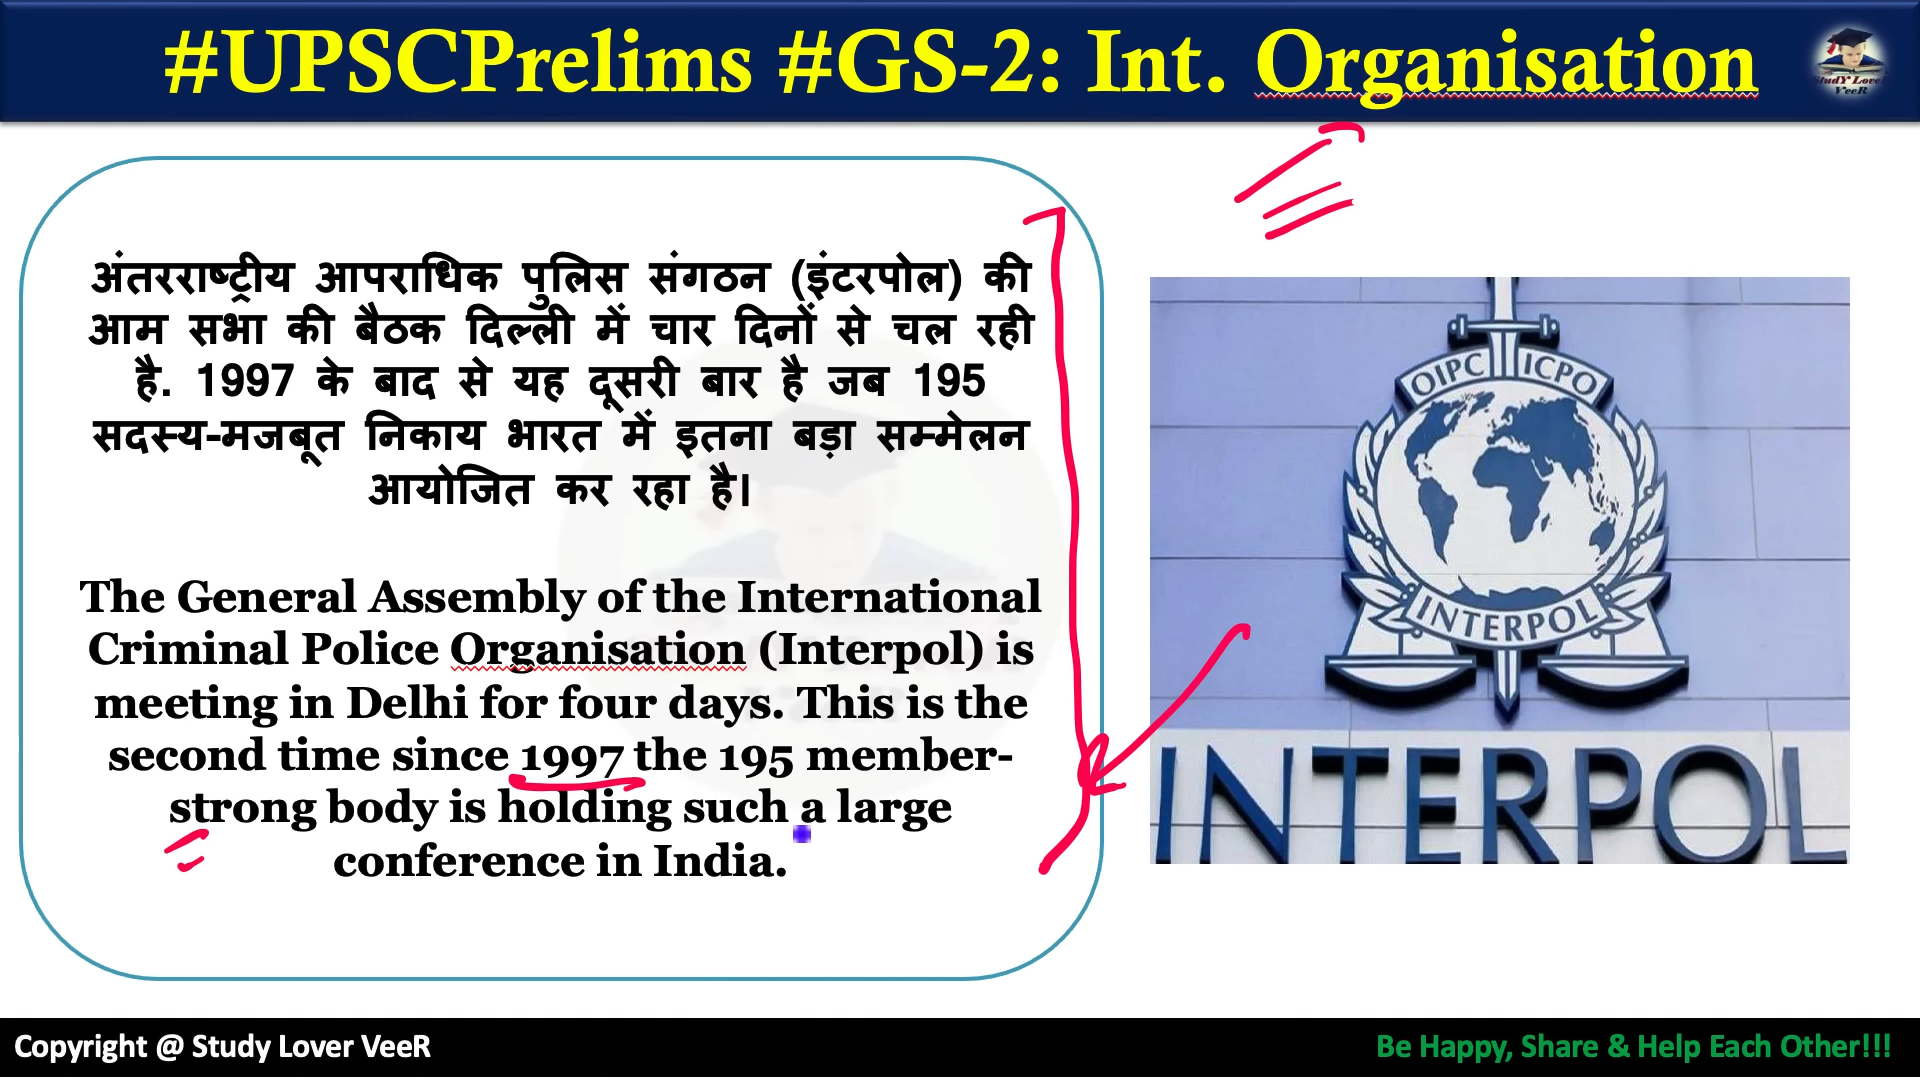 #UPSCPrelims #GS-2: Int. Organisation
StudY LoveR
VeeR
अंतरराष्ट्रीय आपराधिक पुलिस संगठन (इंटरपोल) की
आम सभा की बैठक दिल्ली में चार दिनों से चल रही
है. 1997 के बाद से यह दूसरी बार है जब 195
सदस्य-मजबूत निकाय भारत में इतना बड़ा सम्मेलन
आयोजित कर रहा है।
The General Assembly of the International
Criminal Police Organisation (Interpol) is
meeting in Delhi for four days. This is the
second time since 1997 the 195 member-
strong body is holding such a large
conference in India.
OIPC ICPO
INTERPOL
INTERPOL
Copyright @ Study Lover VeeR
Be Happy, Share & Help Each Other!!!